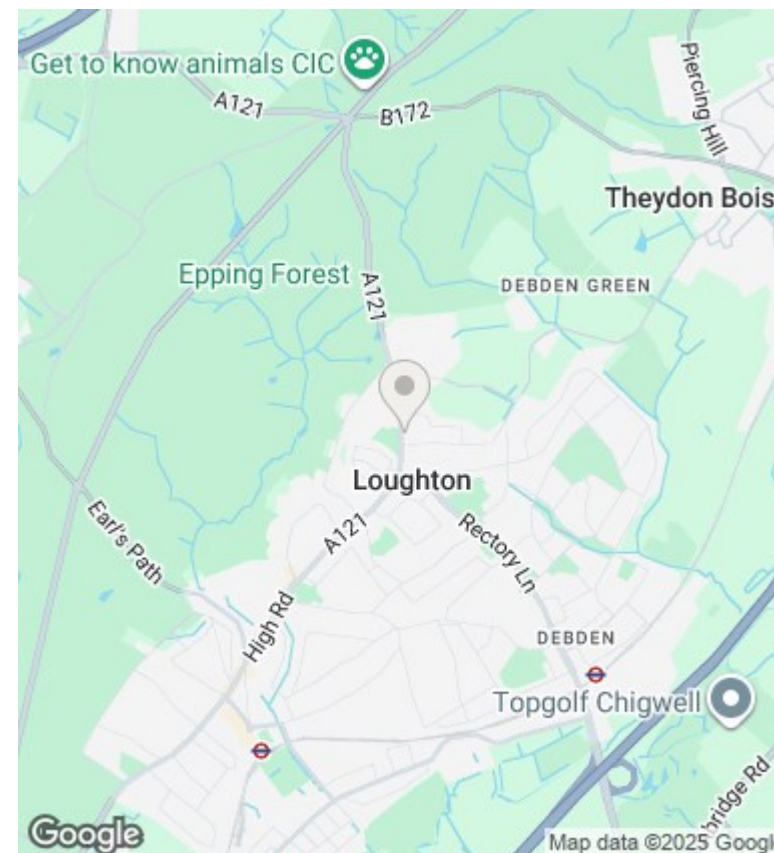 Get to know animals CIC
A121
B172
Piercing Hill
Theydon Bois
Epping Forest
A121
DEBDEN GREEN
Loughton
Earl's Path
A121
Rectory Ln
High Rd
DEBDEN
Topgolf Chigwell
bridge Rd
Google
Map data ©2025 Googl